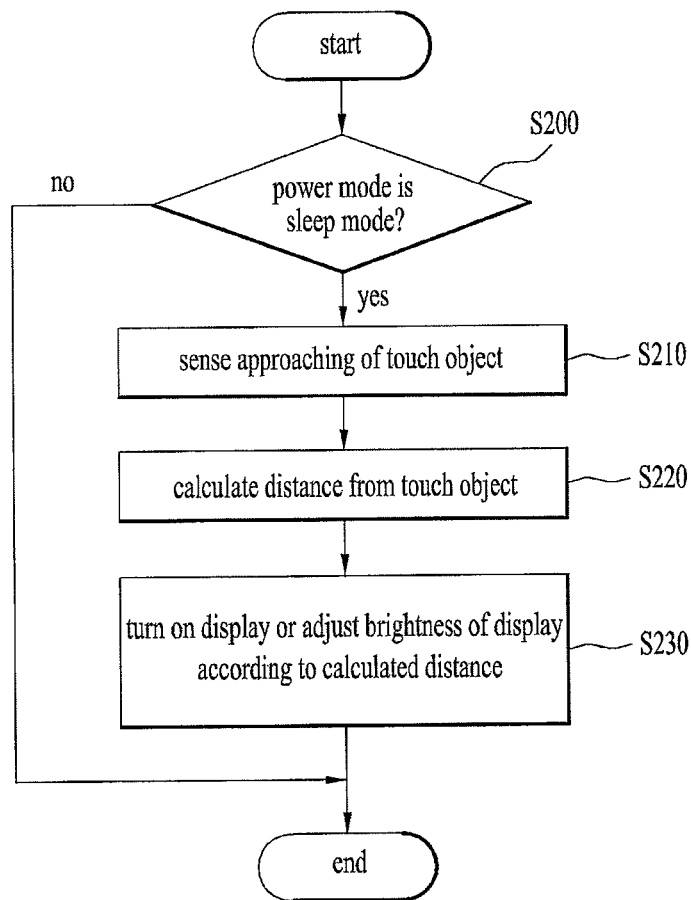 start
S200
no
power mode is
sleep mode?
yes
sense approaching of touch object
S210
calculate distance from touch object
S220
turn on display or adjust brightness of display
according to calculated distance
S230
end